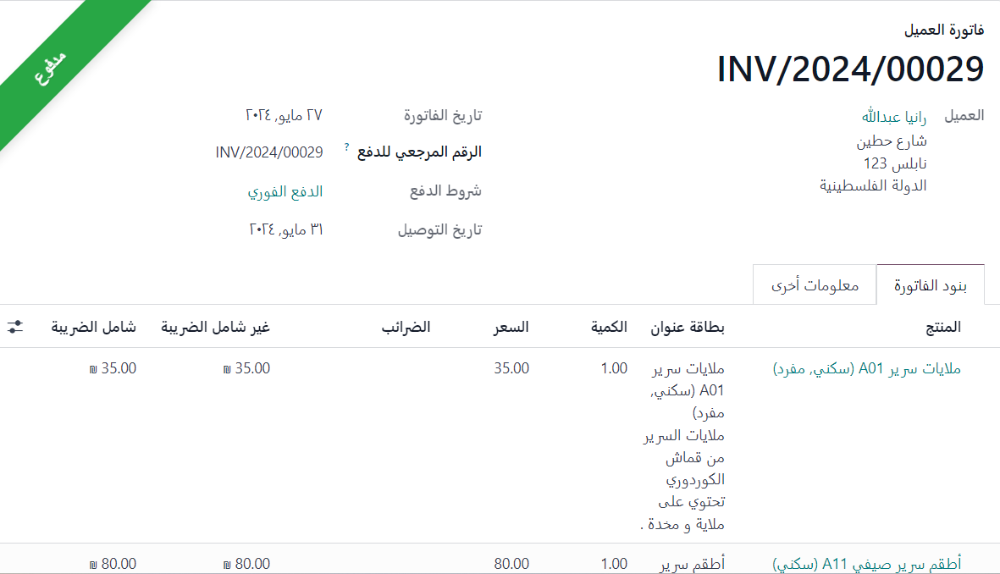 مدفوع
فاتورة العميل
INV/2024/00029
العميل
رانيا عبدالله
شارع حطين
نابلس 123
الدولة الفلسطينية
تاريخ الفاتورة ٢٧ مايو, ٢٠٢٤
الرقم المرجعي للدفع ? INV/2024/00029
شروط الدفع الدفع الفوري
تاريخ التوصيل ٣١ مايو, ٢٠٢٤
بنود الفاتورة معلومات أخرى
المنتج بطاقة عنوان الكمية السعر الضرائب غير شامل الضريبة شامل الضريبة
ملايات سرير A01 (سكني, مفرد)
ملايات سرير
A01 (سكني,
مفرد)
ملايات السرير
من قماش
الكوردوري
تحتوي على
ملاية و مخدة .
1.00 35.00 35.00 ₪ 35.00 ₪
أطقم سرير صيفي A11 (سكني) أطقم سرير 1.00 80.00 80.00 ₪ 80.00 ₪